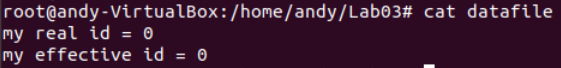 root@andy-VirtualBox:/home/andy/Lab03# cat datafile
my real id = 0
my effective id = 0